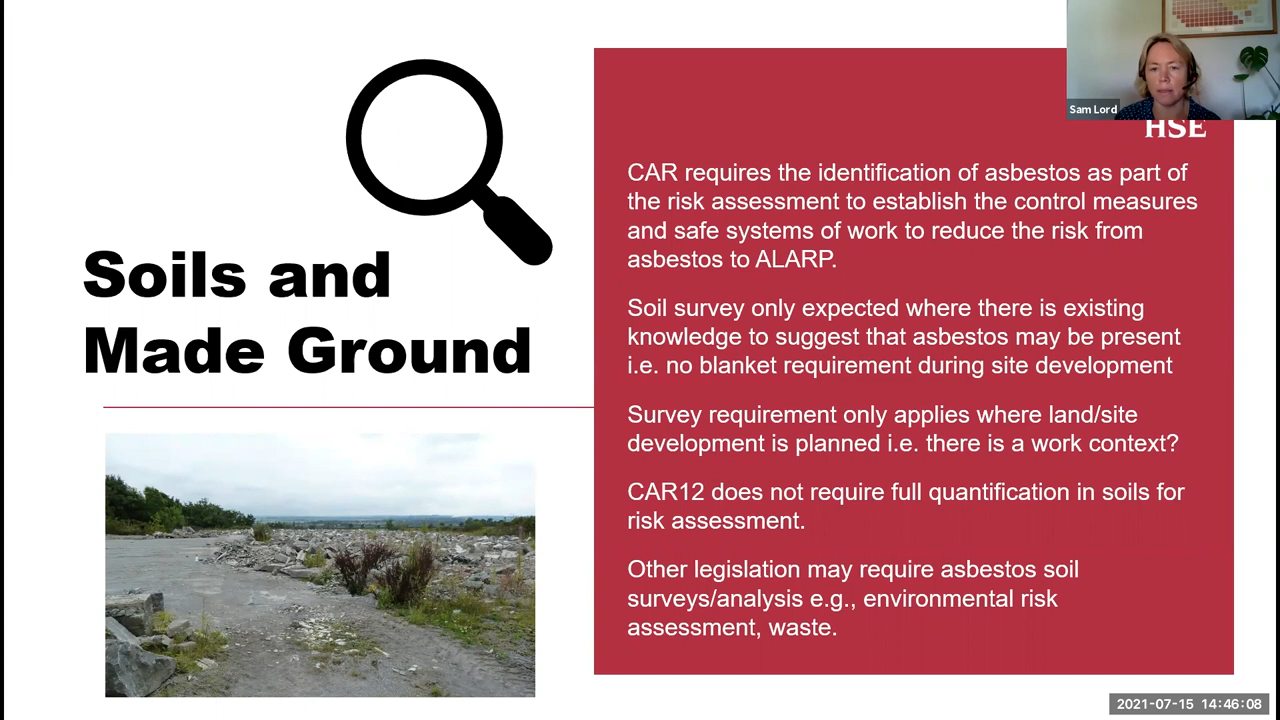 Sam Lord
HSE
Soils and
Made Ground
CAR requires the identification of asbestos as part of
the risk assessment to establish the control measures
and safe systems of work to reduce the risk from
asbestos to ALARP.
Soil survey only expected where there is existing
knowledge to suggest that asbestos may be present
i.e. no blanket requirement during site development
Survey requirement only applies where land/site
development is planned i.e. there is a work context?
CAR12 does not require full quantification in soils for
risk assessment.
Other legislation may require asbestos soil
surveys/analysis e.g., environmental risk
assessment, waste.
2021-07-15 14:46:08